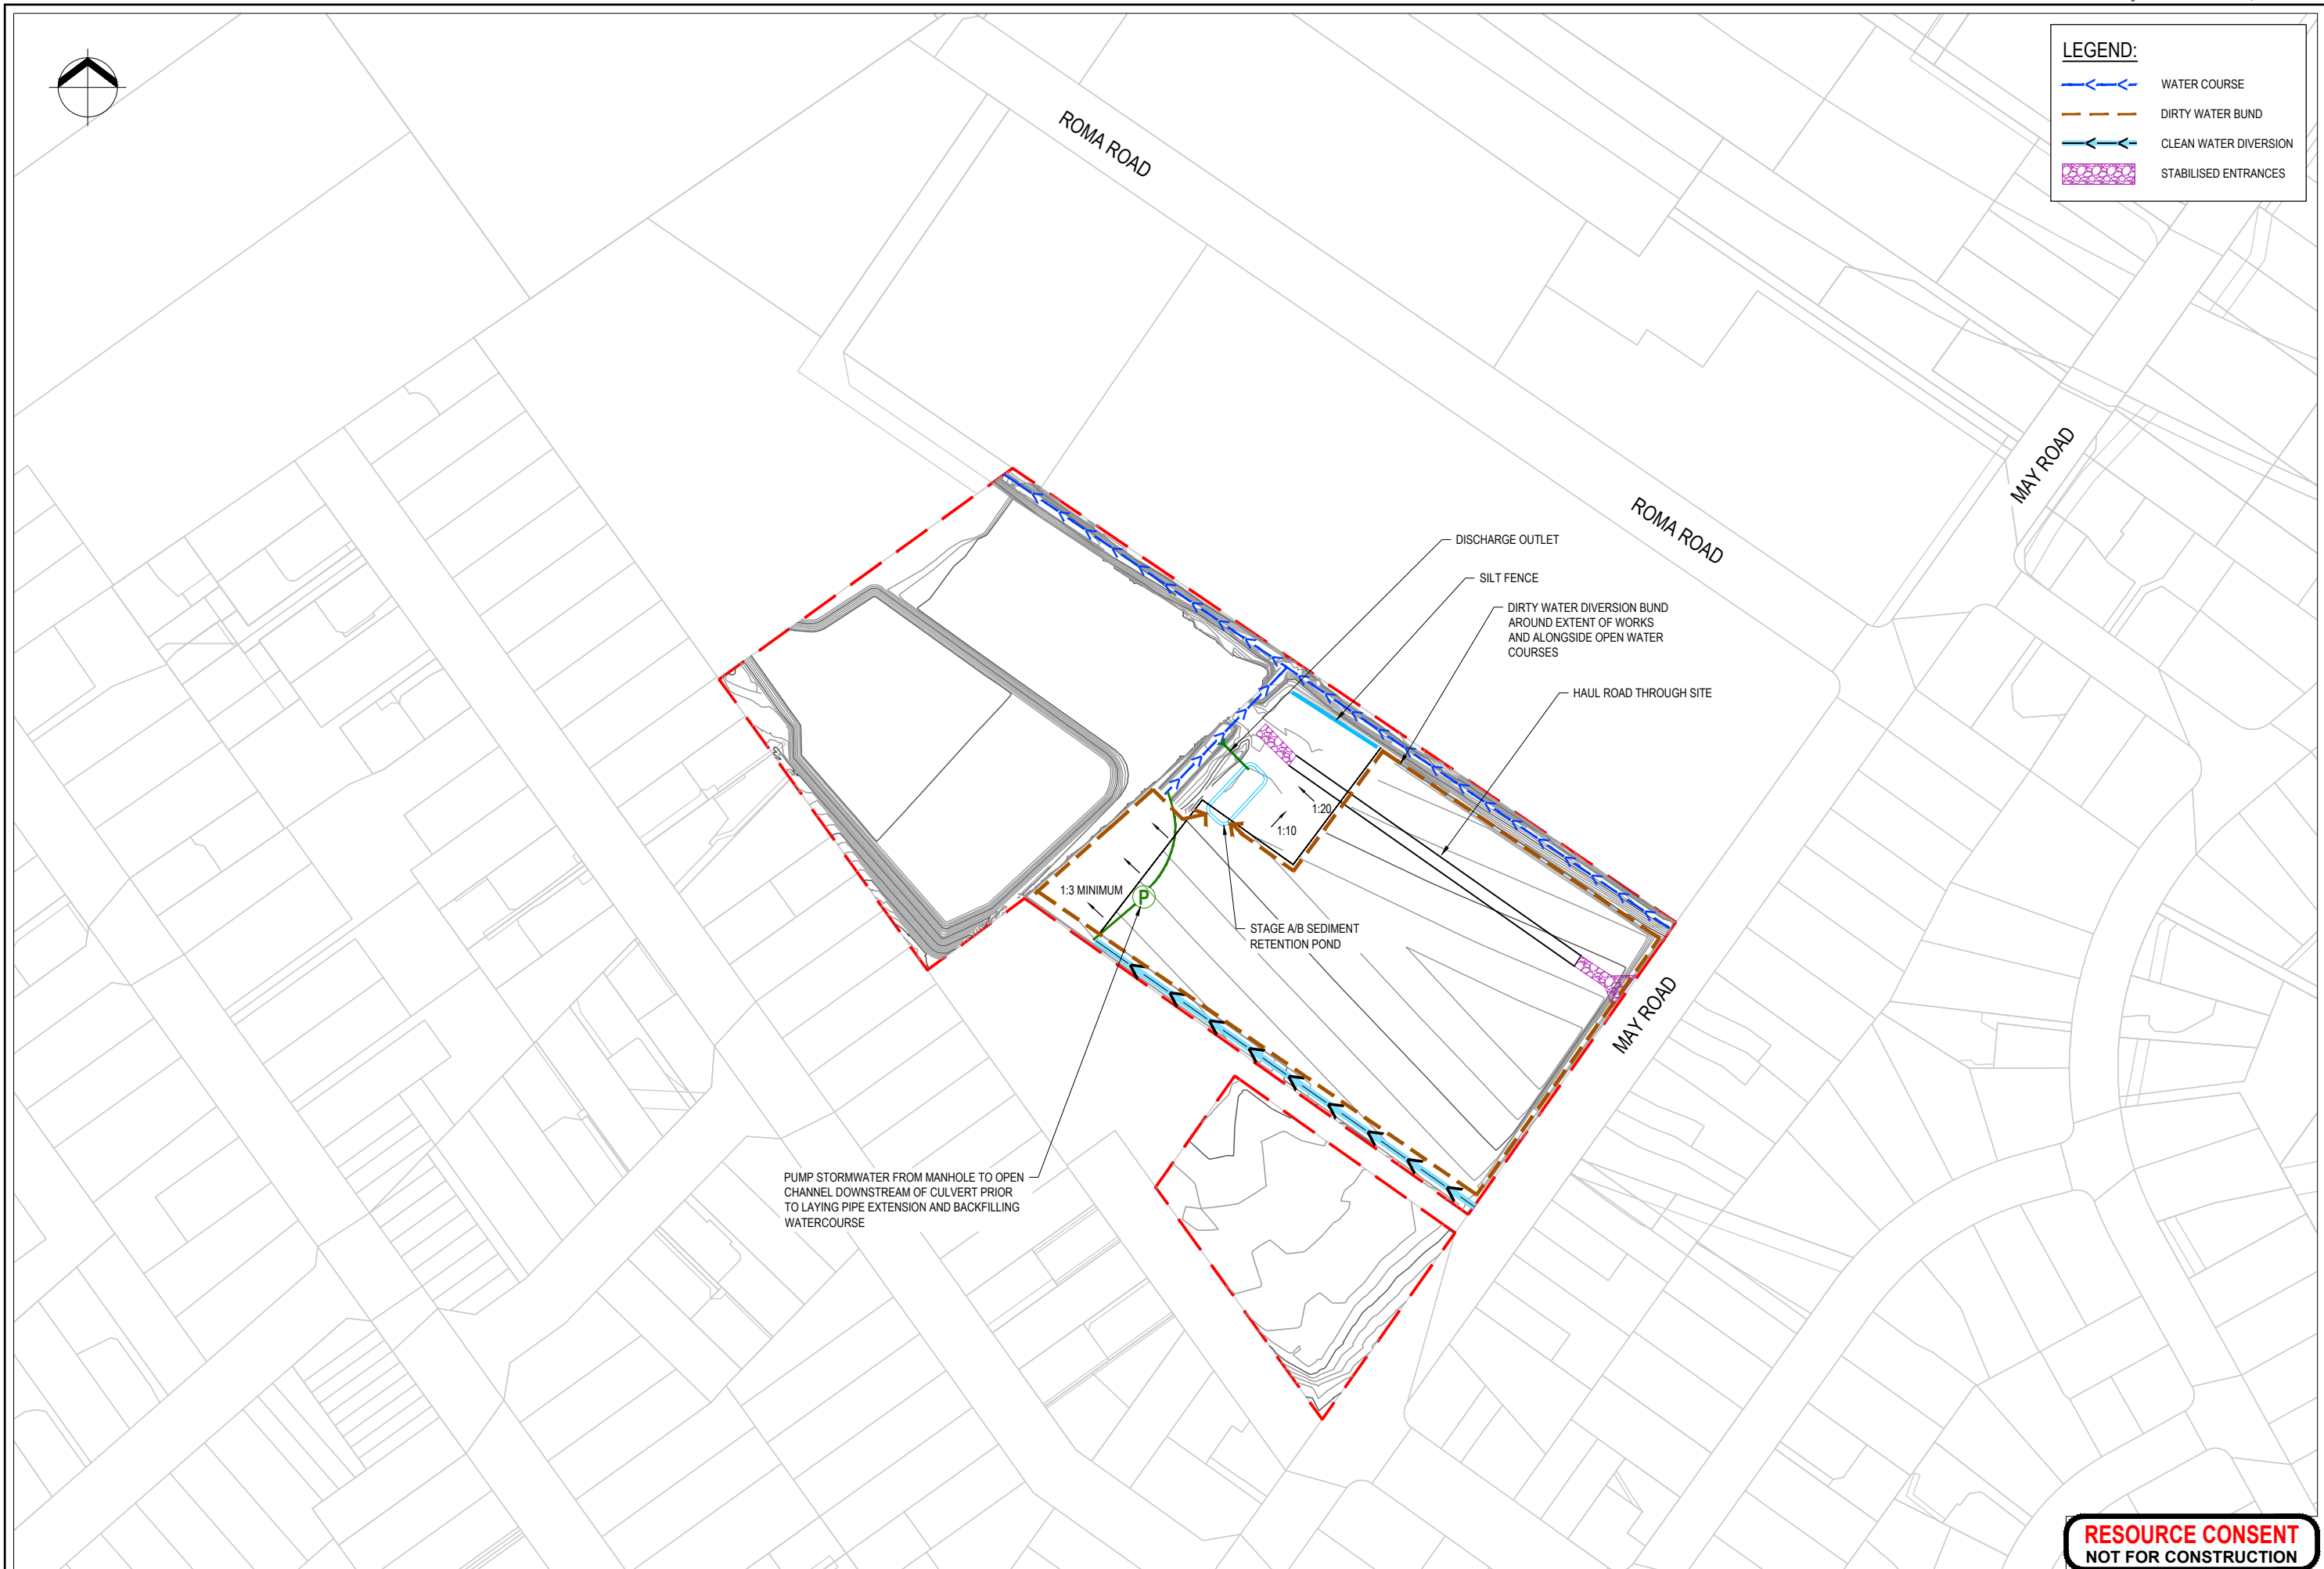 LEGEND:
WATER COURSE
DIRTY WATER BUND
CLEAN WATER DIVERSION
STABILISED ENTRANCES
ROMA ROAD
MAY ROAD
ROMA ROAD
DISCHARGE OUTLET
SILT FENCE
DIRTY WATER DIVERSION BUND
AROUND EXTENT OF WORKS
AND ALONGSIDE OPEN WATER
COURSES
HAUL ROAD THROUGH SITE
1:20
1:10
1:3 MINIMUM
P
STAGE A/B SEDIMENT
RETENTION POND
MAY ROAD
PUMP STORMWATER FROM MANHOLE TO OPEN
CHANNEL DOWNSTREAM OF CULVERT PRIOR
TO LAYING PIPE EXTENSION AND BACKFILLING
WATERCOURSE
RESOURCE CONSENT
NOT FOR CONSTRUCTION